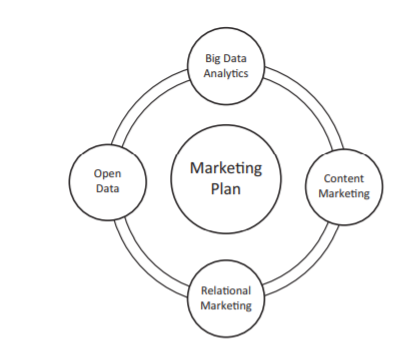 Big Data
Analytics
Open
Data
Marketing
Plan
Content
Marketing
Relational
Marketing